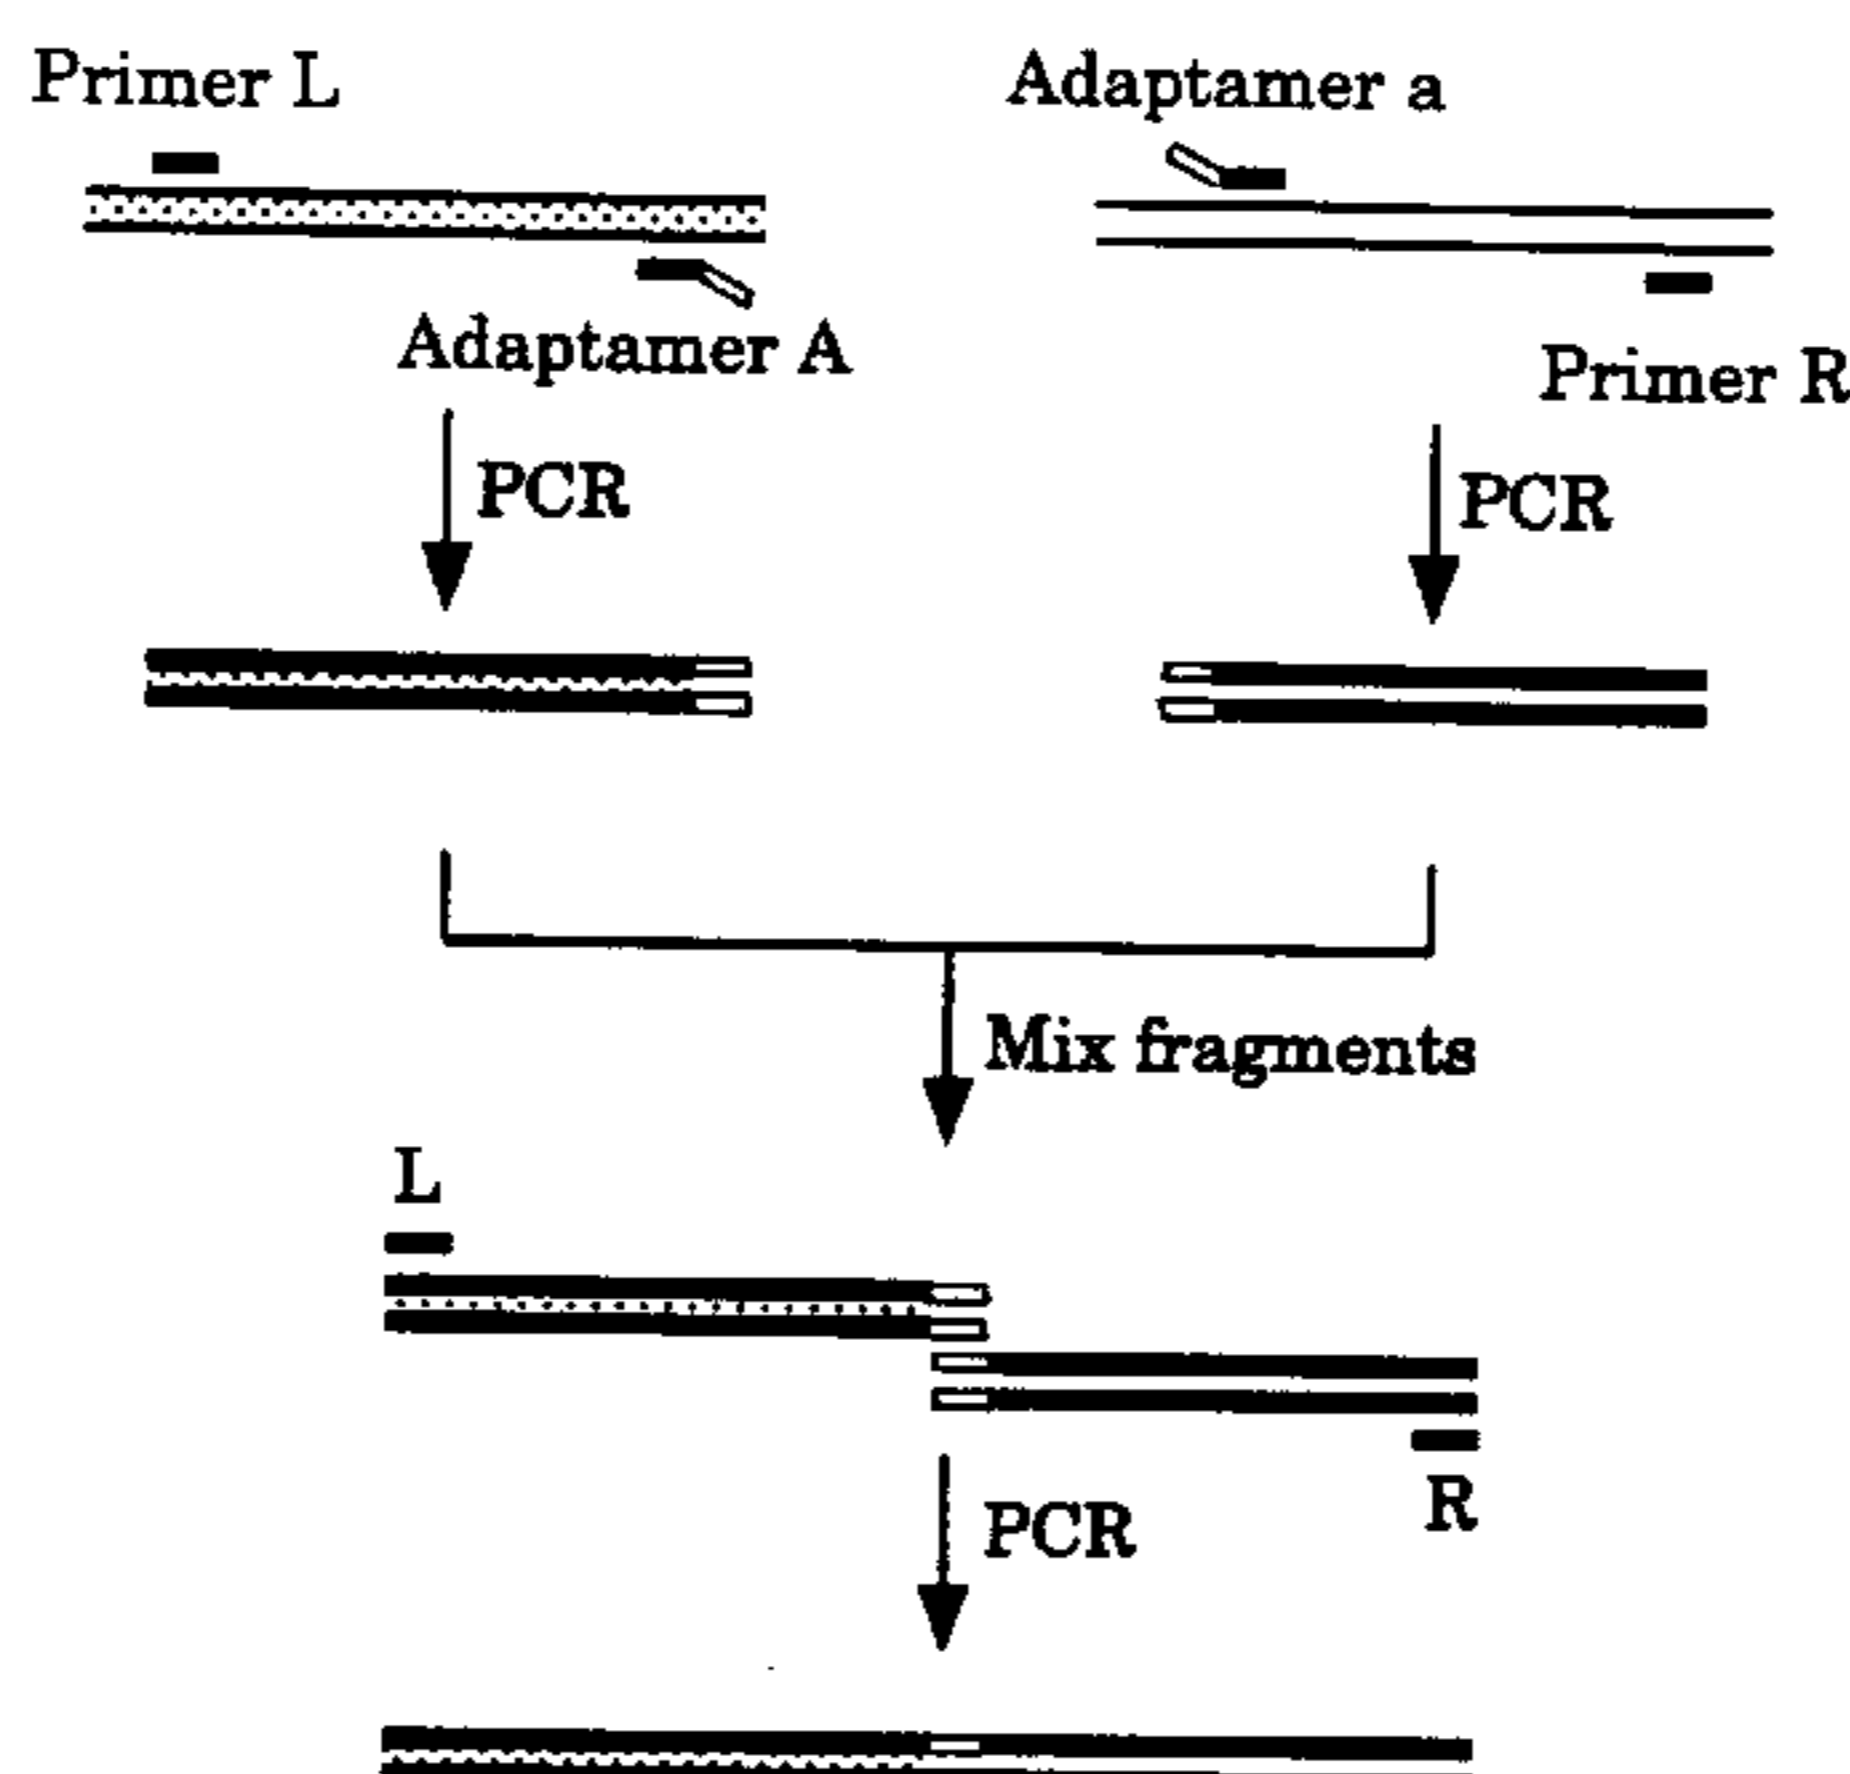 Primer L
Adaptamer a
Adaptamer A
Primer R
PCR
PCR
Mix fragments
L
R
PCR